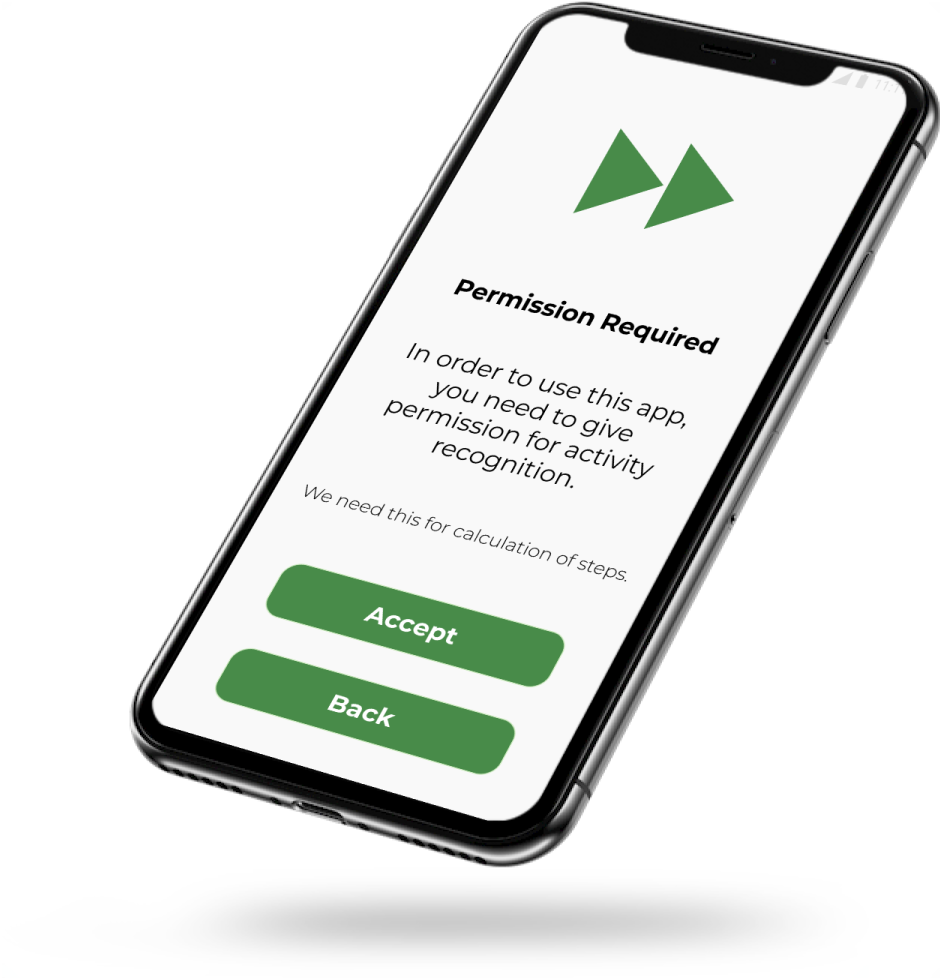 Permission Required
In order to use this app,
you need to give
permission for activity
recognition.
We need this for calculation of steps.
Accept
Back